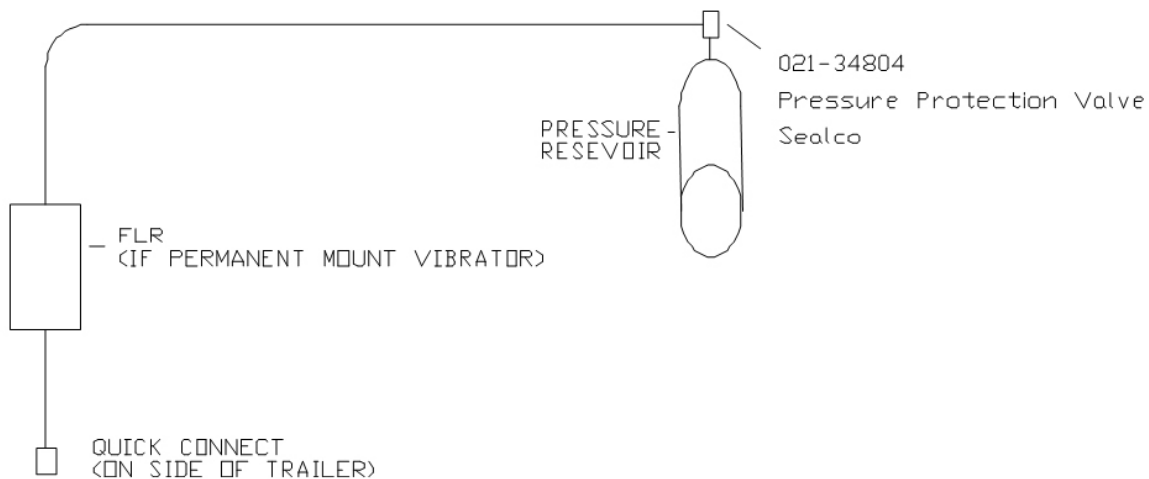 021-34804
Pressure Protection Valve
Sealco
PRESSURE
RESEVOIR
FLR
(IF PERMANENT MOUNT VIBRATOR)
QUICK CONNECT
(ON SIDE OF TRAILER)